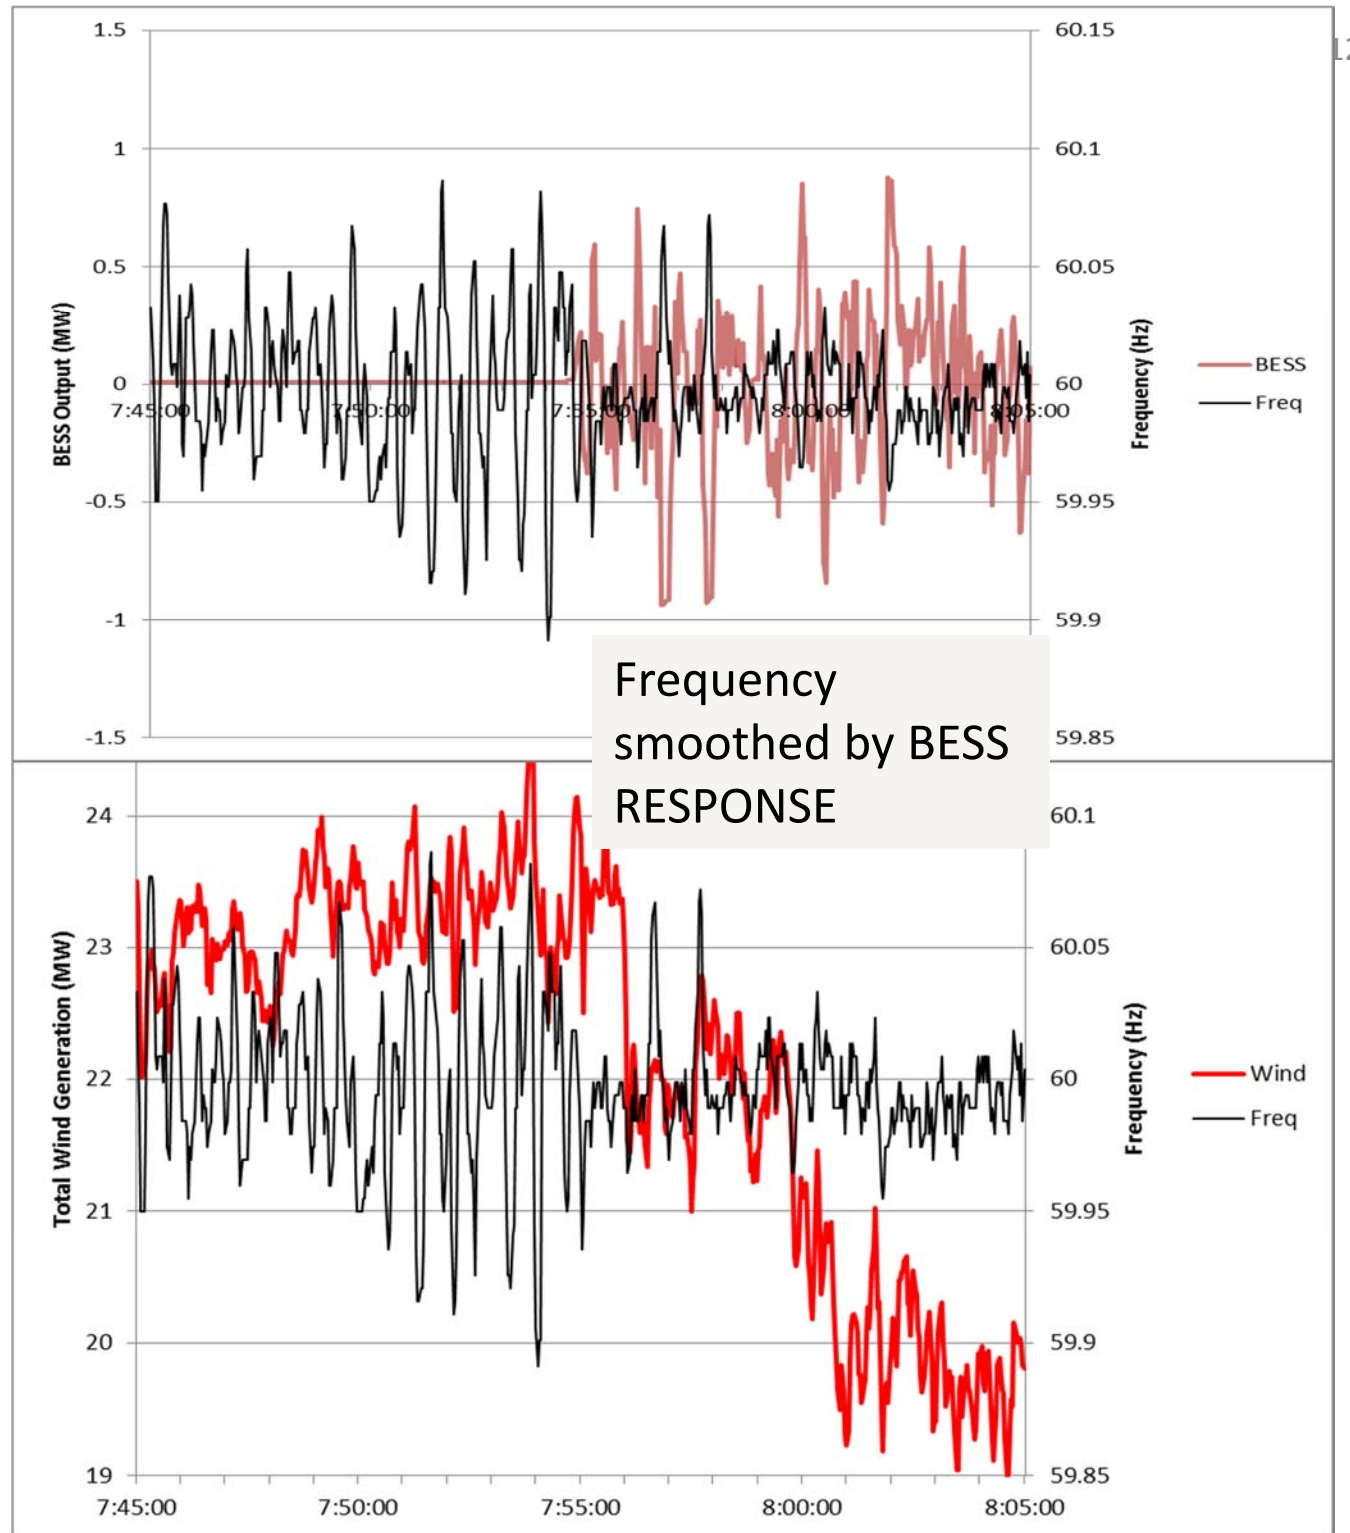 1.5
60.15
12
1
60.1
0.5
60.05
0
60
-0.5
59.95
-1
59.9
-1.5
59.85
7:45:00 7:50:00 7:55:00 8:00:00 8:05:00
BESS Output (MW)
Frequency (Hz)
BESS
Freq
Frequency
smoothed by BESS
RESPONSE
24
60.1
23
60.05
22
60
21
59.95
20
59.9
19
59.85
7:45:00 7:50:00 7:55:00 8:00:00 8:05:00
Total Wind Generation (MW)
Frequency (Hz)
Wind
Freq